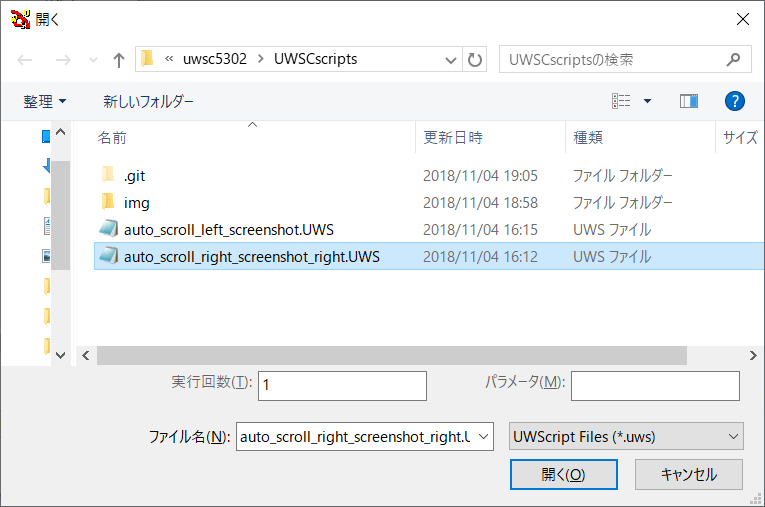 開く
« uwsc5302 > UWSCscripts
UWSCscriptsの検索
整理 新しいフォルダー
名前 更新日時 種類 サイズ
.git 2018/11/04 19:05 ファイル フォルダー
img 2018/11/04 18:58 ファイル フォルダー
auto_scroll_left_screenshot.UWS 2018/11/04 16:15 UWS ファイル
auto_scroll_right_screenshot_right.UWS 2018/11/04 16:12 UWS ファイル
実行回数(T): 1 パラメータ(M):
ファイル名(N): auto_scroll_right_screenshot_right.U UWScript Files (*.uws)
開く(O) キャンセル